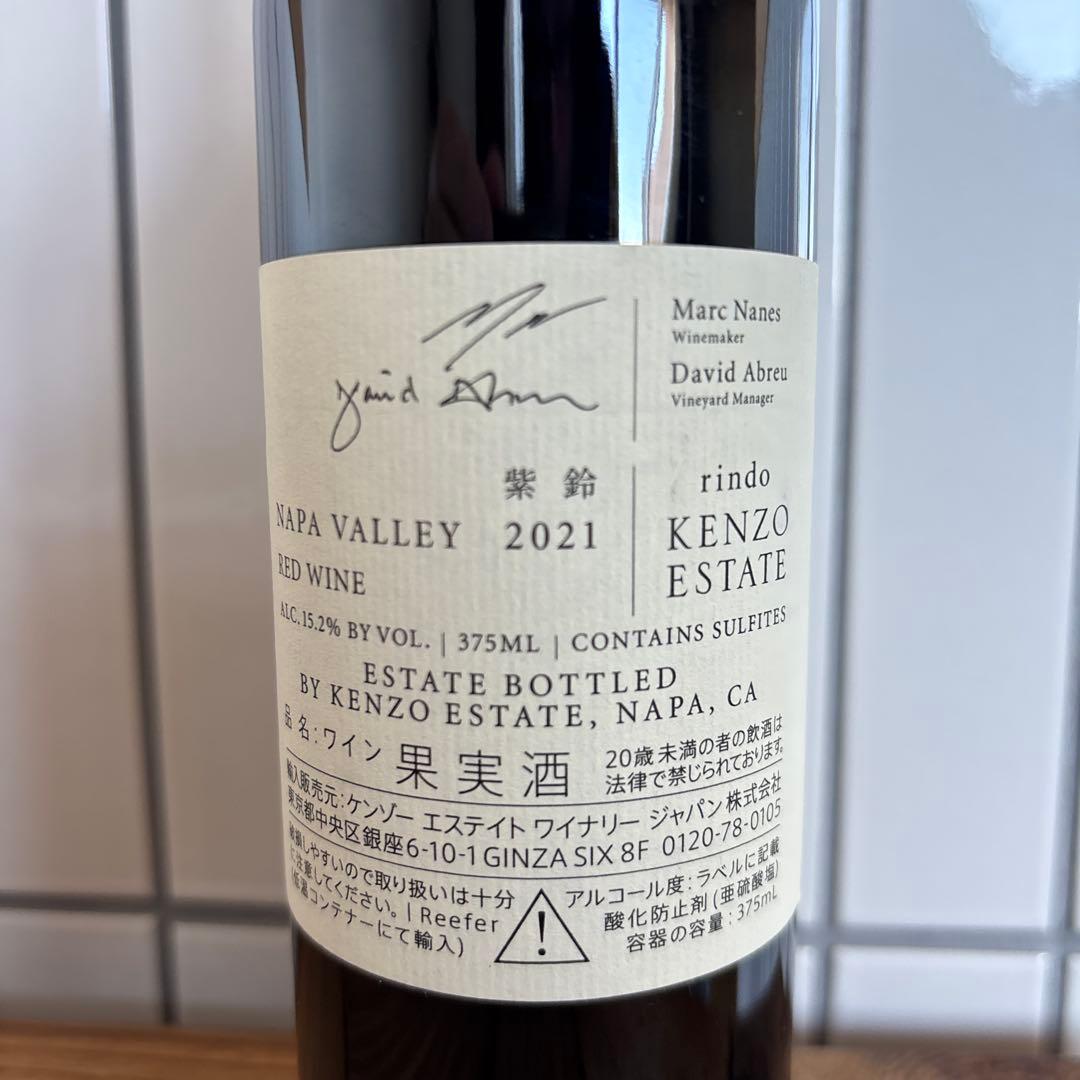 Marc Nanes
Winemaker
David Abreu
David Abreu
Vineyard Manager
紫鈴
NAPA VALLEY 2021
RED WINE
rindo
KENZO
ESTATE
ALC. 15.2% BY VOL. | 375ML | CONTAINS SULFITES
ESTATE BOTTLED
BY KENZO ESTATE, NAPA, CA
品名:ワイン 果実酒
20歳未満の者の飲酒は
法律で禁じられております。
輸入販売元:ケンゾー エステイト ワイナリー ジャパン株式会社
東京都中央区銀座6-10-1 GINZA SIX 8F 0120-78-0105
破損しやすいので取り扱いは十分
に注意してください。| Reefer
(低温コンテナーにて輸入)
アルコール度:ラベルに記載
酸化防止剤(亜硫酸塩)
容器の容量:375mL